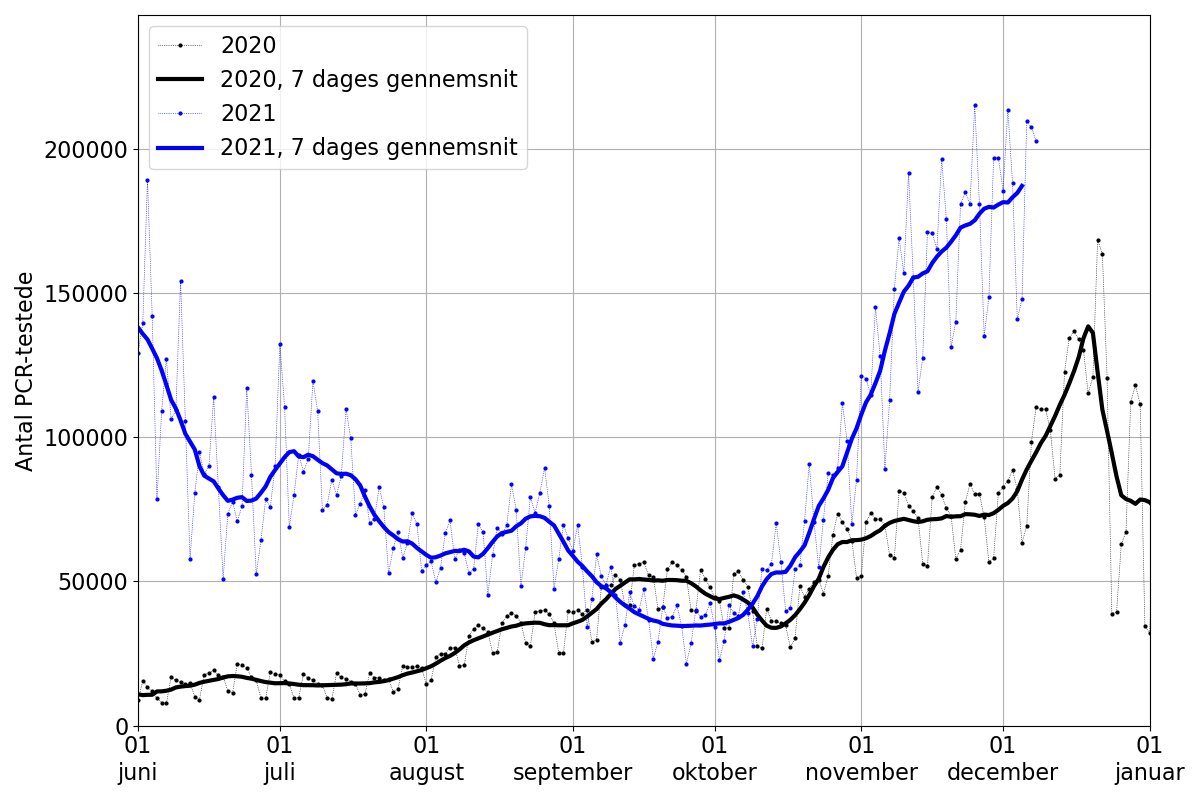 2020
2020, 7 dages gennemsnit
2021
2021, 7 dages gennemsnit
Antal PCR-testede
200000
150000
100000
50000
0
01 01 01 01 01 01 01 01
juni juli august september oktober november december januar